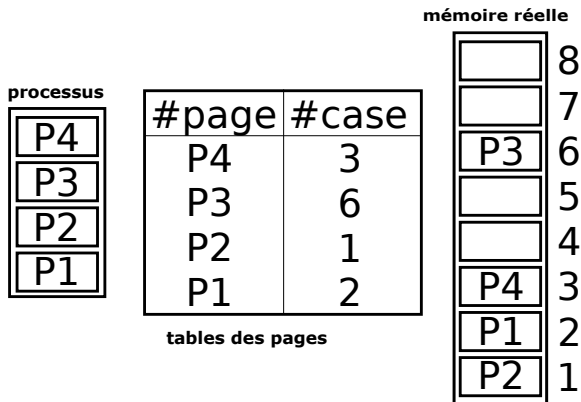 mémoire réelle
8
7
P3 6
5
4
P4 3
P1 2
P2 1
processus
P4
P3
P2
P1
#page #case
P4 3
P3 6
P2 1
P1 2
tables des pages